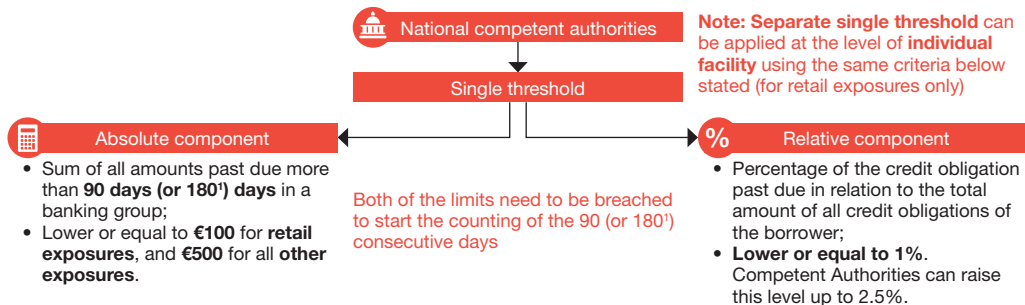 National competent authorities
Note: Separate single threshold can
be applied at the level of individual
facility using the same criteria below
stated (for retail exposures only)
Single threshold
Absolute component
• Sum of all amounts past due more
than 90 days (or 180¹) days in a
banking group;
• Lower or equal to €100 for retail
exposures, and €500 for all other
exposures.
Both of the limits need to be breached
to start the counting of the 90 (or 180¹)
consecutive days
%
Relative component
• Percentage of the credit obligation
past due in relation to the total
amount of all credit obligations of
the borrower;
• Lower or equal to 1%.
Competent Authorities can raise
this level up to 2.5%.